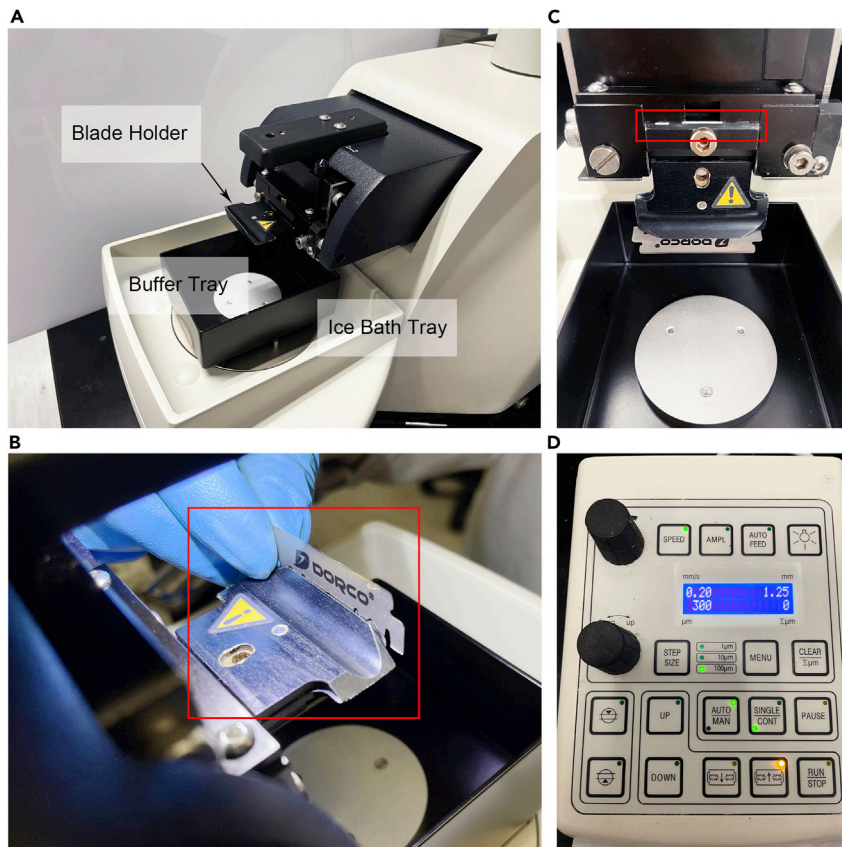 A
Blade Holder
Buffer Tray
Ice Bath Tray
C
DORCO®
B
DORCO®
D
SPEED
AMPL
AUTO
FEED
mm/s mm
0.20 1.25
300 0
µm Σµm
up
STEP
SIZE
1µm
10µm
100µm
MENU
CLEAR
Σµm
UP
AUTO
MAN
SINGLE
CONT
PAUSE
DOWN
RUN
STOP